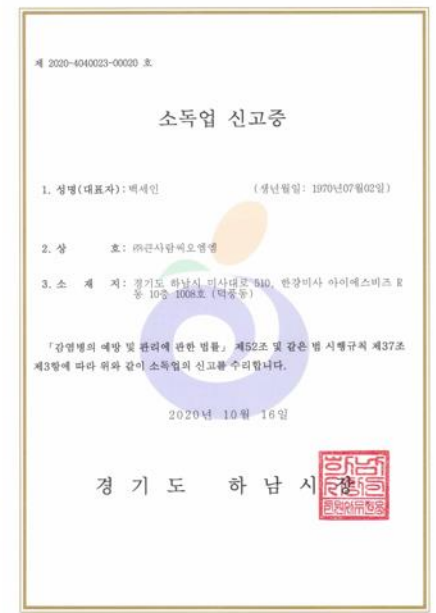 제 2020-4040023-00020 호
소독업 신고증
1. 성명(대표자): 백세인 (생년월일: 1970년07월02일)
2. 상 호: ㈜큰사람씨오엠엠
3. 소 재 지: 경기도 하남시 미사대로 510, 한강미사 아이에스비즈 R
동 10층 1008호 (덕풍동)
「감염병의 예방 및 관리에 관한 법률」 제52조 및 같은 법 시행규칙 제37조
제3항에 따라 위와 같이 소독업의 신고를 수리합니다.
2020년 10월 16일
경 기 도 하 남 시 장